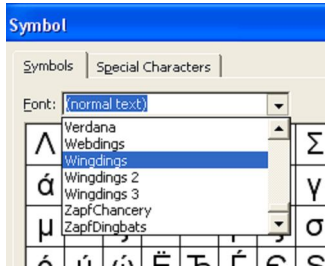 Symbol
Symbols Special Characters
Font: (normal text)
Verdana
Webdings
Wingdings
Wingdings 2
Wingdings 3
ZapfChancery
ZapfDingbats
Λ Σ
ά γ
μ σ